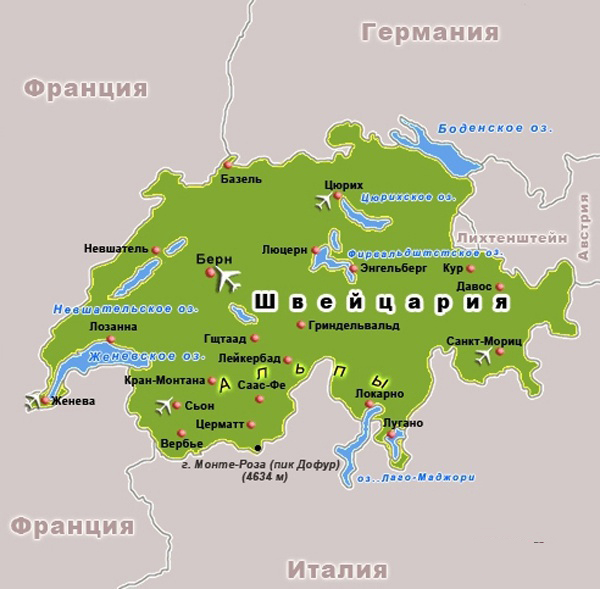 Германия
Франция
Боденское оз.
Базель
Цюрих
Цюрихское оз.
Австрия
Лихтенштейн
Невшатель
Берн
Люцерн
Фирвальдштетское оз.
Энгельберг
Кур
Давос
Швейцария
Невшательское оз.
Лозанна
Гриндельвальд
Гштаад
Санкт-Мориц
Женевское оз.
Лейкербад
Кран-Монтана
АЛЬПЫ
Саас-Фе
Женева
Сьон
Локарно
Церматт
Лугано
Вербье
г. Монте-Роза (пик Дофур)
(4634 м)
оз..Лаго-Маджори
Франция
Италия